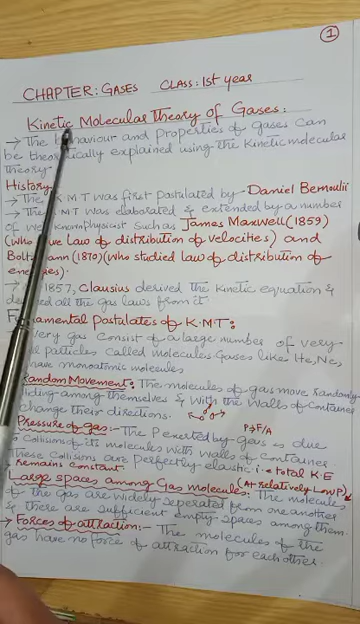 1
CHAPTER: GASES CLASS: 1st year
Kinetic Molecular Theory of Gases:
→ The behaviour and properties of gases can
be theoretically explained using the Kinetic molecular
theory.
History
→ The K.M.T was first postulated by Daniel Bernoulii
→ The K.M.T was elaborated & extended by a number
of well known physicist such as James Maxwell (1859)
(Who gave law of distribution of velocities) and
Boltzmann (1870) (Who studied law of distribution of
energies).
→ In 1857, Clausius derived the Kinetic equation &
deduced all the gas laws from it
Fundamental Postulates of K.M.T:
Every gas consist of a large number of very
particles called molecules. Gases like He, Ne,
have monoatomic molecules
Random Movement: The molecules of gas move Randomly
colliding among themselves & with the walls of container
& change their directions.
Pressure of gas:- The P exerted by gas is due P=F/A
to Collisions of its molecules with walls of container.
These Collisions are Perfectly elastic i.e total K.E
Remains constant
Large spaces among Gas molecules: (At relatively Low P) The molecules
of the gas are widely seperated from one another
& there are sufficient empty spaces among them.
→ Forces of attraction:- The molecules of the
gas have no force of attraction for each other.